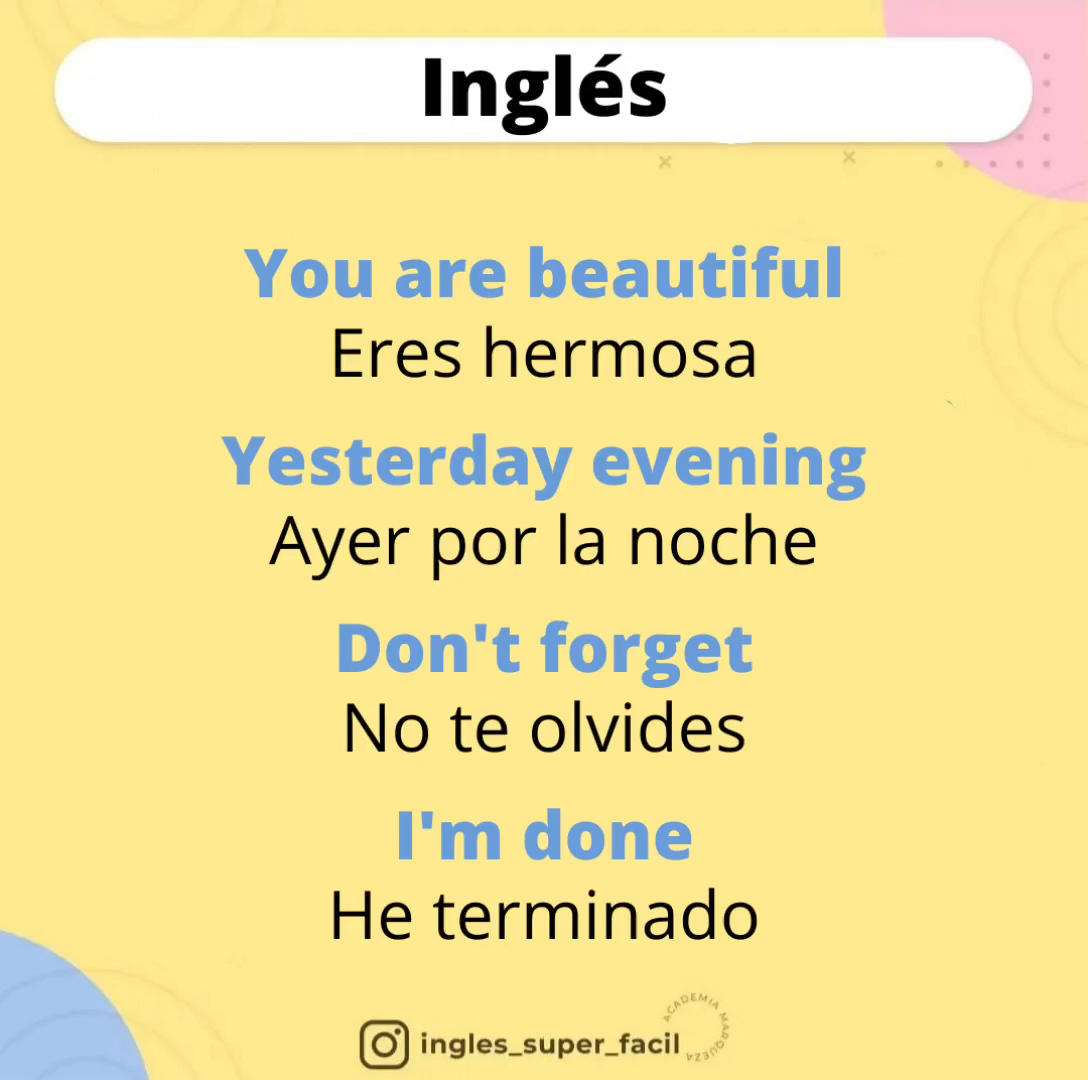 Inglés
You are beautiful
Eres hermosa
Yesterday evening
Ayer por la noche
Don't forget
No te olvides
I'm done
He terminado
ingles_super_facil
ACADEMIA MARQUEZA